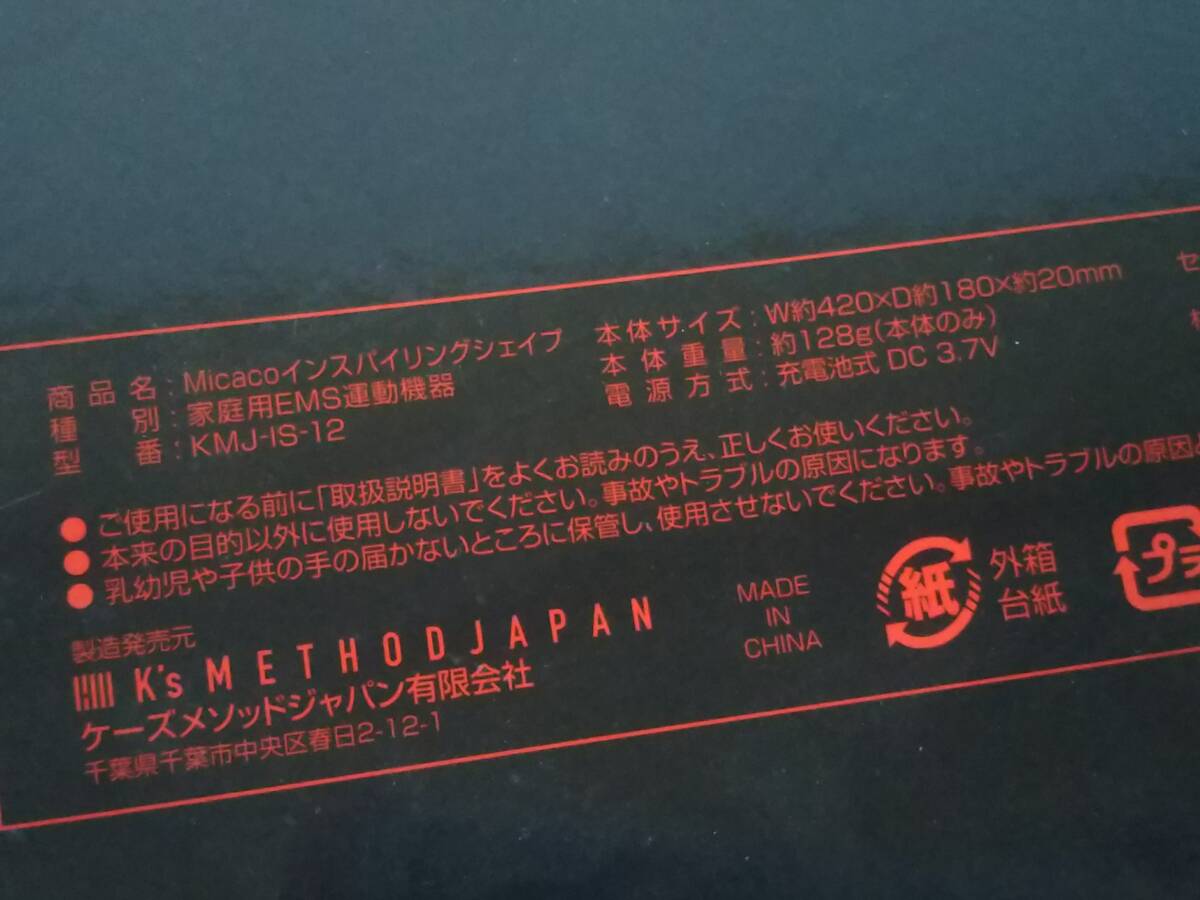 商品名：Micacoインスパイリングシェイプ
種別：家庭用EMS運動機器
型番：KMJ-IS-12
本体サイズ：W約420×D約180×約20mm
本体重量：約128g(本体のみ)
電源方式：充電池式 DC 3.7V
セ
●ご使用になる前に「取扱説明書」をよくお読みのうえ、正しくお使いください。
●本来の目的以外に使用しないでください。事故やトラブルの原因になります。
●乳幼児や子供の手の届かないところに保管し、使用させないでください。事故やトラブルの原因
製造発売元
K's METHOD JAPAN
ケーズメソッドジャパン有限会社
千葉県千葉市中央区春日2-12-1
MADE
IN
CHINA
紙
外箱
台紙
プラ